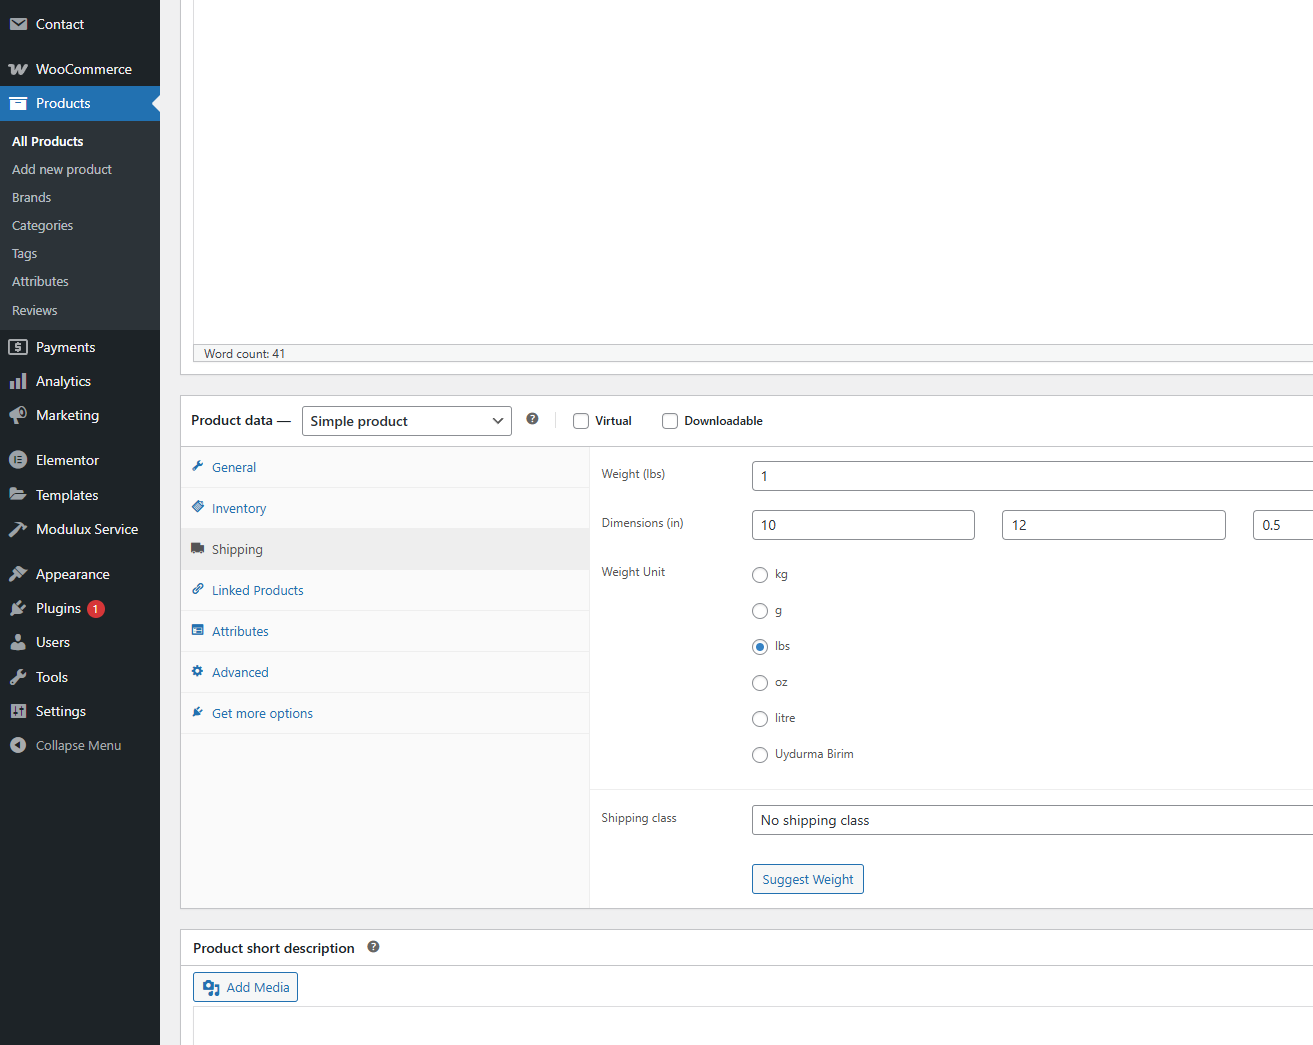 Contact
WooCommerce
Products
All Products
Add new product
Brands
Categories
Tags
Attributes
Reviews
Payments
Analytics
Marketing
Elementor
Templates
Modulux Service
Appearance
Plugins 1
Users
Tools
Settings
Collapse Menu
Word count: 41
Product data — Simple product ? Virtual Downloadable
General
Inventory
Shipping
Linked Products
Attributes
Advanced
Get more options
Weight (lbs) 1
Dimensions (in) 10 12 0.5
Weight Unit kg
g
lbs
oz
litre
Uydurma Birim
Shipping class No shipping class
Suggest Weight
Product short description ?
Add Media